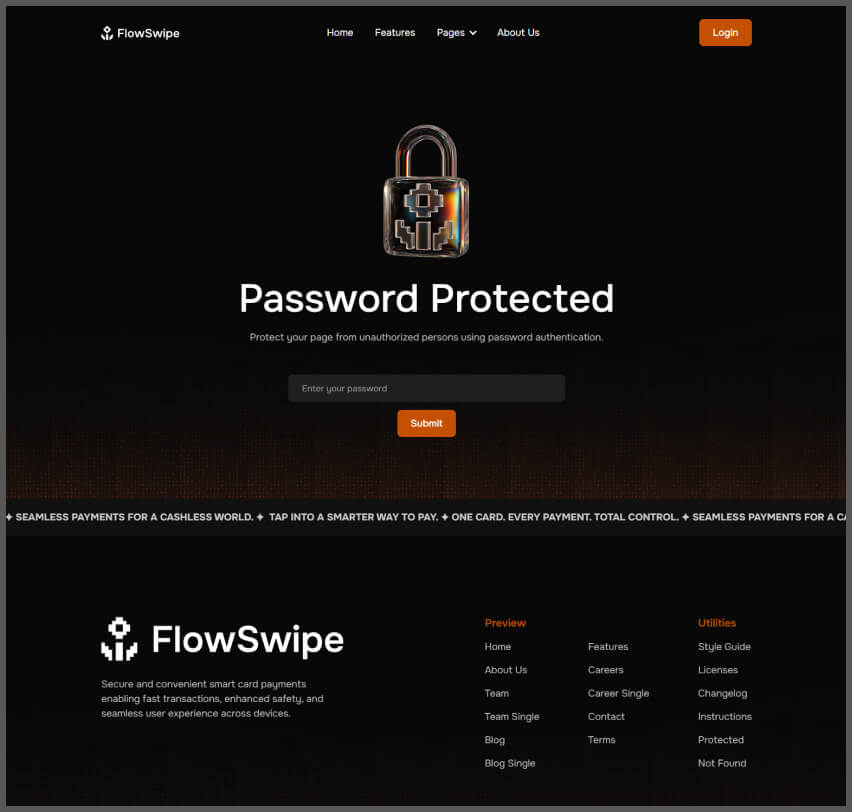 FlowSwipe
Home Features Pages About Us
Login
Password Protected
Protect your page from unauthorized persons using password authentication.
Enter your password
Submit
✦ SEAMLESS PAYMENTS FOR A CASHLESS WORLD. ✦ TAP INTO A SMARTER WAY TO PAY. ✦ ONE CARD. EVERY PAYMENT. TOTAL CONTROL. ✦ SEAMLESS PAYMENTS FOR A
FlowSwipe
Secure and convenient smart card payments
enabling fast transactions, enhanced safety, and
seamless user experience across devices.
Preview
Home
About Us
Team
Team Single
Blog
Blog Single
Features
Careers
Career Single
Contact
Terms
Utilities
Style Guide
Licenses
Changelog
Instructions
Protected
Not Found